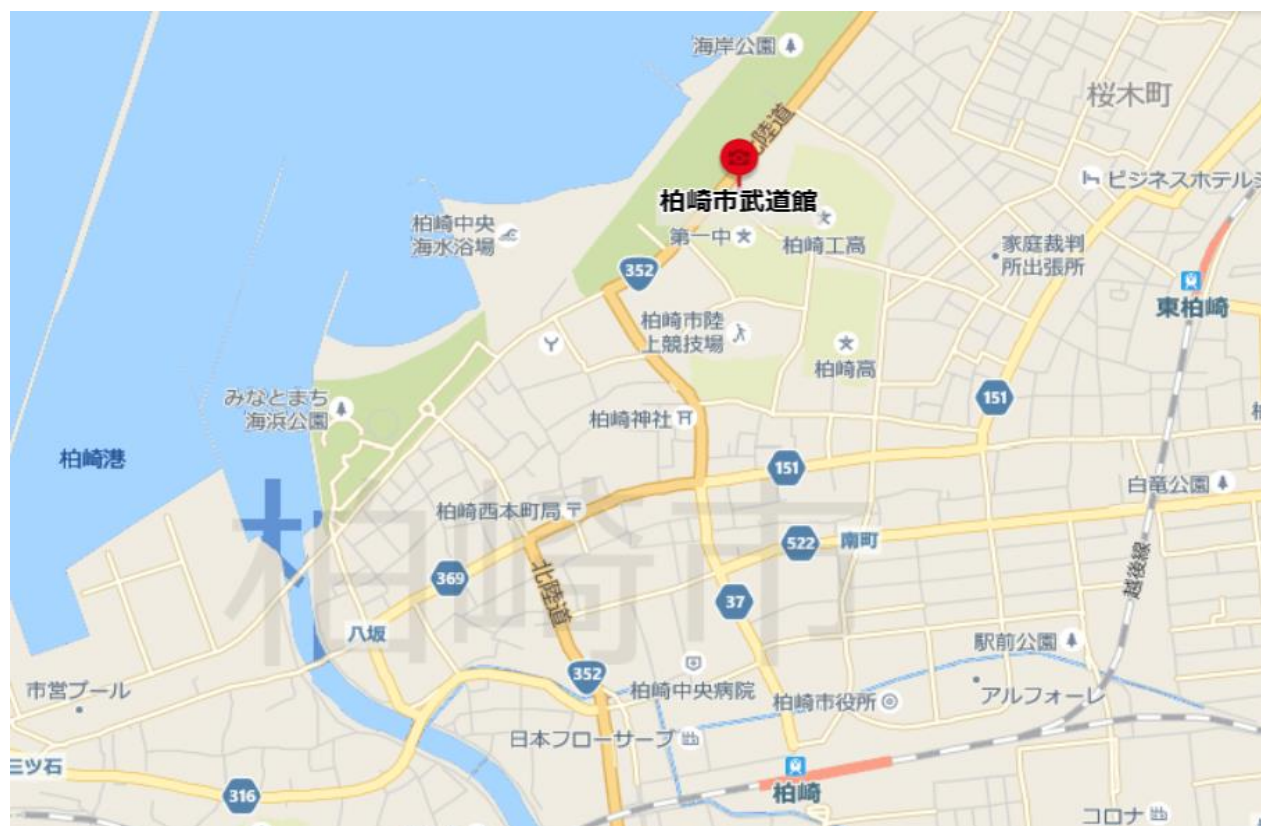 海岸公園
桜木町
北陸道
ビジネスホテル
柏崎市武道館
柏崎中央
海水浴場
第一中
柏崎工高
家庭裁判
所出張所
352
東柏崎
柏崎市陸
上競技場
柏崎高
みなとまち
海浜公園
151
柏崎神社
柏崎港
151
白竜公園
柏崎西本町局
522
南町
柏崎市
越後線
北陸道
369
37
八坂
駅前公園
352
柏崎中央病院
市営プール
柏崎市役所
アルフォーレ
日本フローサーブ
三ツ石
316
柏崎
コロナ